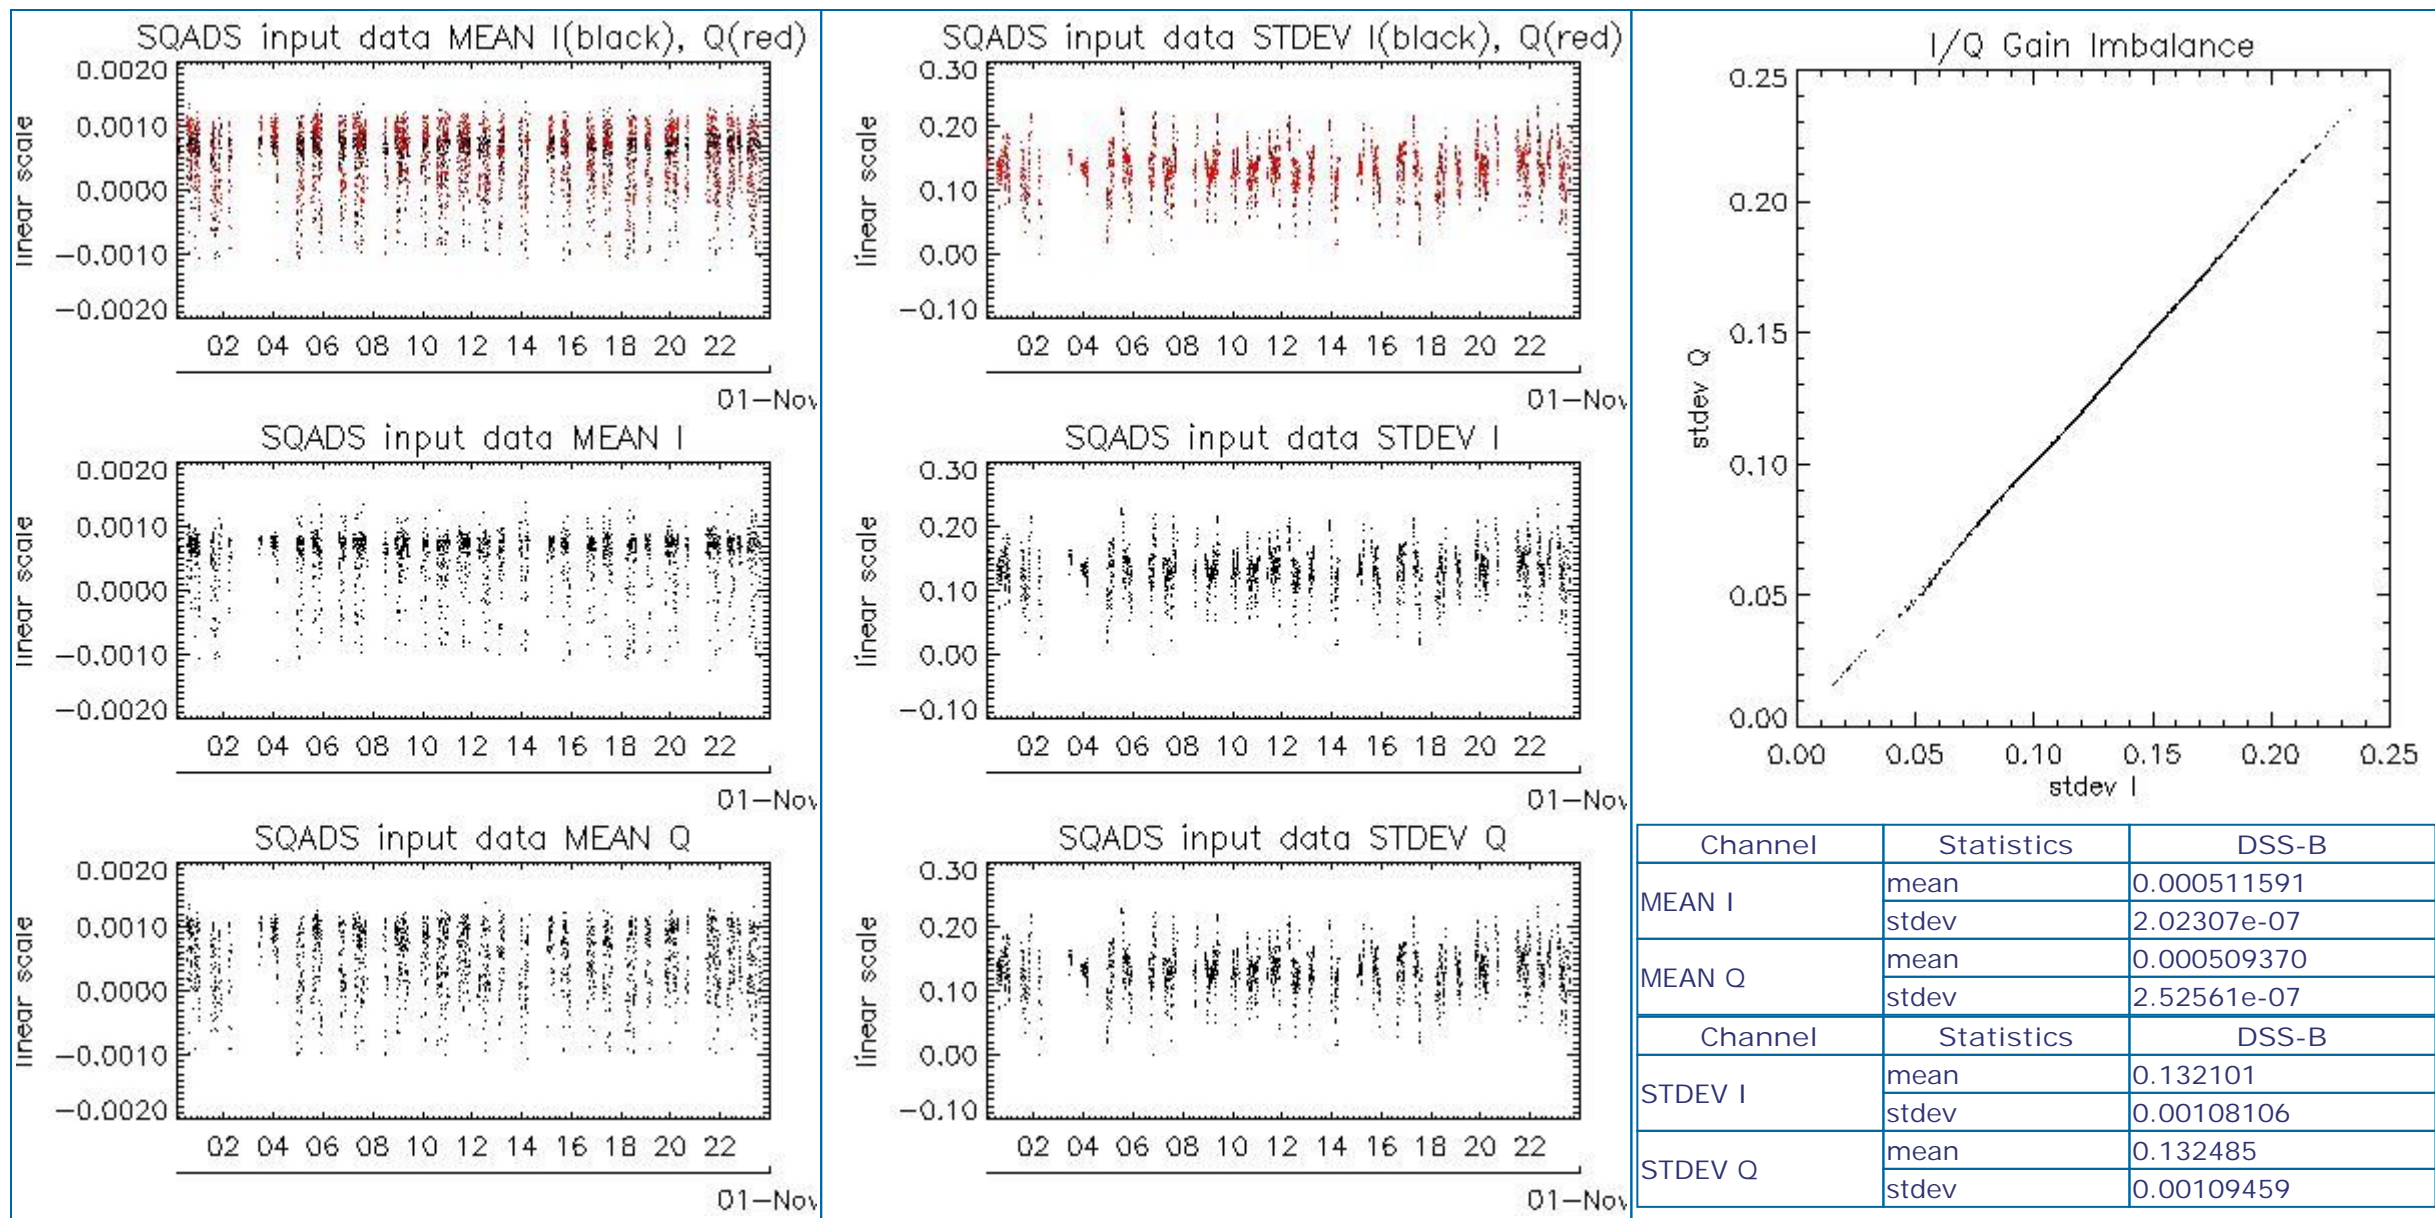 SQADS input data MEAN I(black), Q(red)
0.0020
0.0010
0.0000
−0.0010
−0.0020
linear scale
02 04 06 08 10 12 14 16 18 20 22
01−Nov
SQADS input data MEAN I
0.0020
0.0010
0.0000
−0.0010
−0.0020
linear scale
02 04 06 08 10 12 14 16 18 20 22
01−Nov
SQADS input data MEAN Q
0.0020
0.0010
0.0000
−0.0010
−0.0020
linear scale
02 04 06 08 10 12 14 16 18 20 22
01−Nov
SQADS input data STDEV I(black), Q(red)
0.30
0.20
0.10
0.00
−0.10
linear scale
02 04 06 08 10 12 14 16 18 20 22
01−Nov
SQADS input data STDEV I
0.30
0.20
0.10
0.00
−0.10
linear scale
02 04 06 08 10 12 14 16 18 20 22
01−Nov
SQADS input data STDEV Q
0.30
0.20
0.10
0.00
−0.10
linear scale
02 04 06 08 10 12 14 16 18 20 22
01−Nov
I/Q Gain Imbalance
0.25
0.20
0.15
0.10
0.05
0.00
stdev Q
0.00 0.05 0.10 0.15 0.20 0.25
stdev I
Channel Statistics DSS-B
MEAN I mean 0.000511591
stdev 2.02307e-07
MEAN Q mean 0.000509370
stdev 2.52561e-07
Channel Statistics DSS-B
STDEV I mean 0.132101
stdev 0.00108106
STDEV Q mean 0.132485
stdev 0.00109459